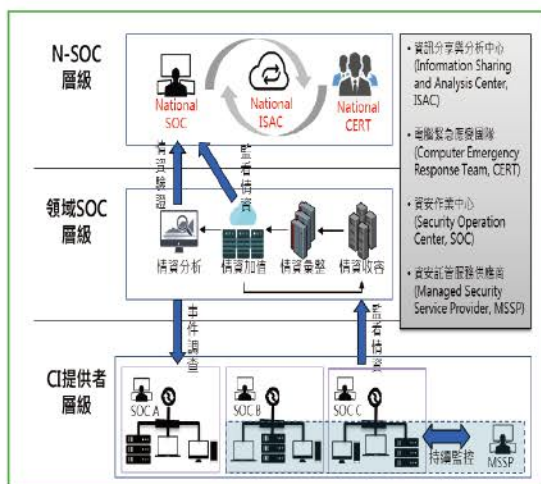 N-SOC
層級
National
SOC
National
ISAC
National
CERT
情資驗證
監看情資
領域SOC
層級
情資分析
情資加值
情資彙整
情資收容
事件調查
監看情資
CI提供者
層級
SOC A
SOC B
SOC C
持續監控
MSSP
• 資訊分享與分析中心
(Information Sharing
and Analysis Center,
ISAC)
• 電腦緊急應變團隊
(Computer Emergency
Response Team, CERT)
• 資安作業中心
(Security Operation
Center, SOC)
• 資安託管服務供應商
(Managed Security
Service Provider, MSSP)